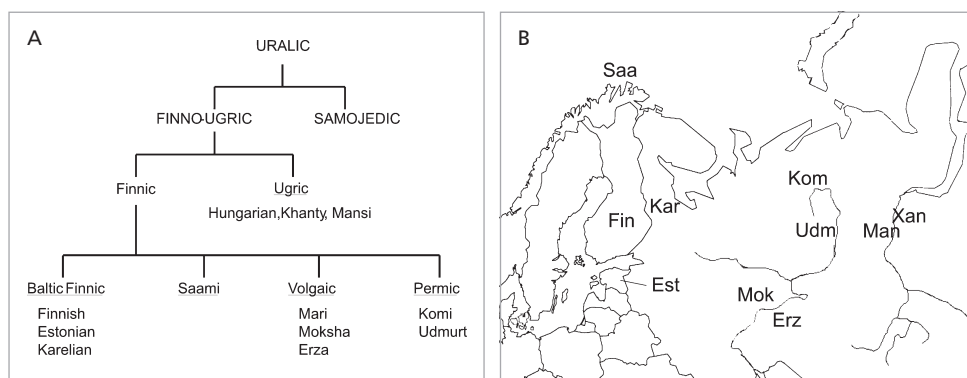 A
URALIC
FINNO-UGRIC SAMOJEDIC
Finnic Ugric
Hungarian,Khanty, Mansi
Baltic Finnic Saami Volgaic Permic
Finnish Mari Komi
Estonian Moksha Udmurt
Karelian Erza
B
Saa
Kom
Kar Xan
Fin Udm Man
Est
Mok
Erz